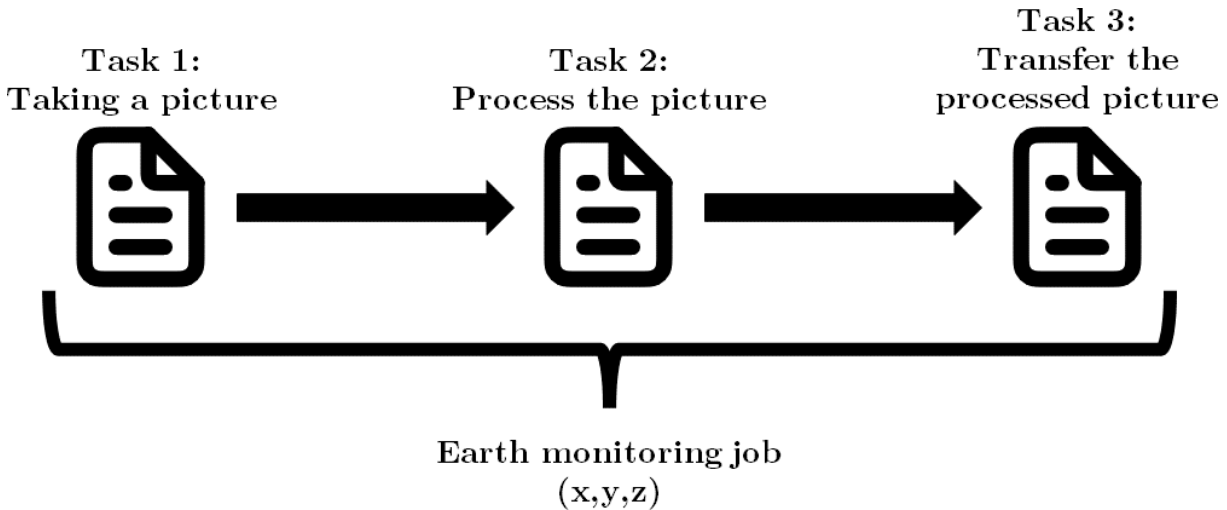 Task 1:
Taking a picture
Task 2:
Process the picture
Task 3:
Transfer the
processed picture
Earth monitoring job
(x,y,z)